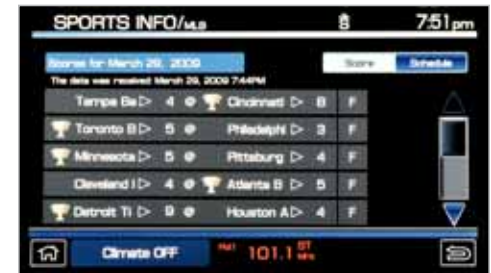 SPORTS INFO/MLB 7:51 pm
Scores for March 29, 2009 Score Schedule
The data was received March 29, 2009 7:44PM
Tampa Ba 4 @ Cincinnati 8 F
Toronto B 5 @ Philadelphi 3 F
Minnesota 5 @ Pittsburg 4 F
Cleveland I 4 @ Atlanta B 5 F
Detroit Ti 9 @ Houston A 4 F
Climate OFF FM1 101.1 ST